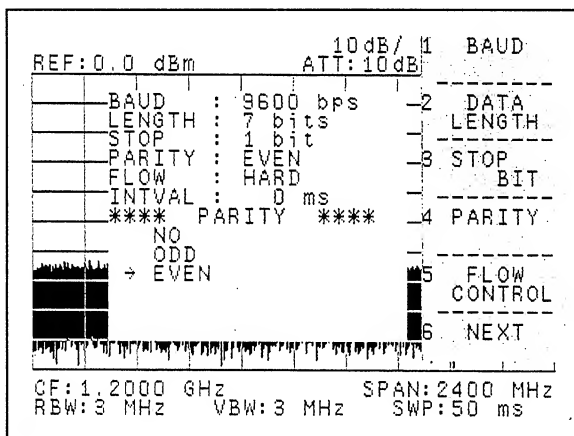 10dB/ 1 BAUD
REF:0.0 dBm ATT:10dB
BAUD : 9600 bps 2 DATA
LENGTH : 7 bits LENGTH
STOP : 1 bit
PARITY : EVEN 3 STOP
FLOW : HARD BIT
INTVAL : 0 ms
**** PARITY **** 4 PARITY
NO
ODD
→ EVEN 5 FLOW
CONTROL
6 NEXT
CF:1.2000 GHz SPAN:2400 MHz
RBW:3 MHz VBW:3 MHz SWP:50 ms